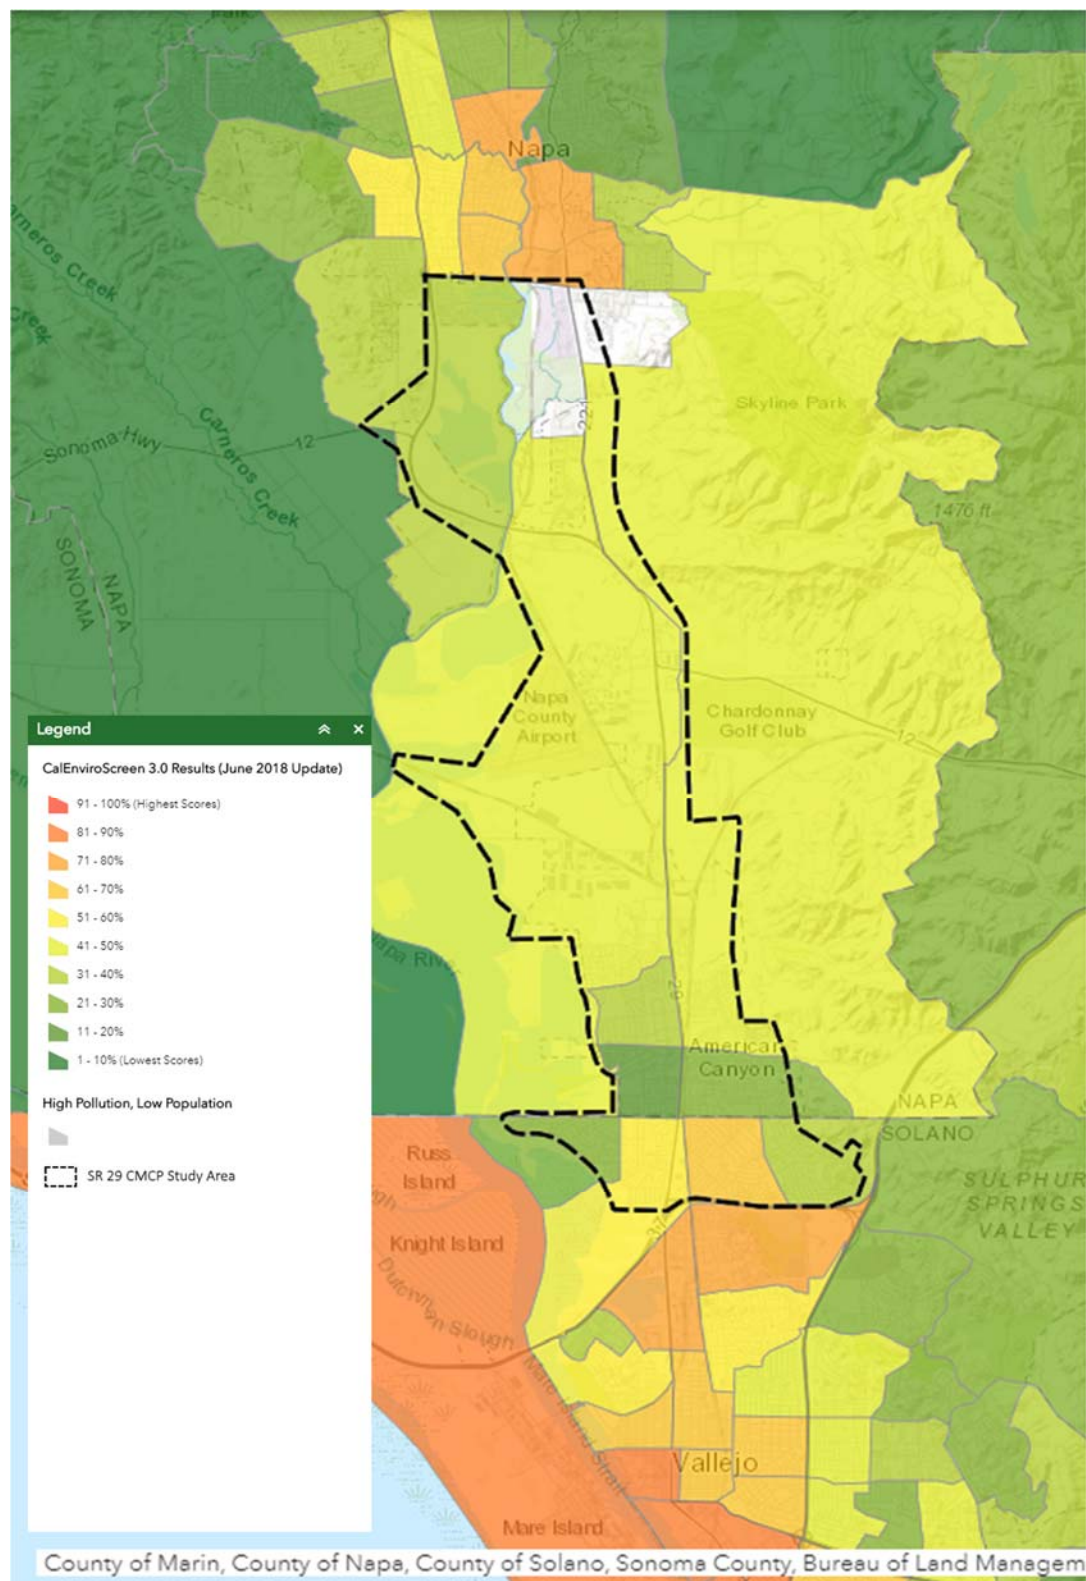 Napa
arneros Creek
Creek
Carneros Creek
Sonoma Hwy
12
SONOMA
NAPA
221
Skyline Park
1476 ft
Napa
County
Airport
Chardonnay
Golf Club
12
Legend
CalEnviroScreen 3.0 Results (June 2018 Update)
91 - 100% (Highest Scores)
81 - 90%
71 - 80%
61 - 70%
51 - 60%
41 - 50%
31 - 40%
21 - 30%
11 - 20%
1 - 10% (Lowest Scores)
High Pollution, Low Population
SR 29 CMCP Study Area
apa River
29
American
Canyon
NAPA
SOLANO
Russ
Island
Knight Island
Dutchman Slough
37
SULPHUR
SPRINGS
VALLEY
Mare Island Strait
Vallejo
Mare Island
County of Marin, County of Napa, County of Solano, Sonoma County, Bureau of Land Managem